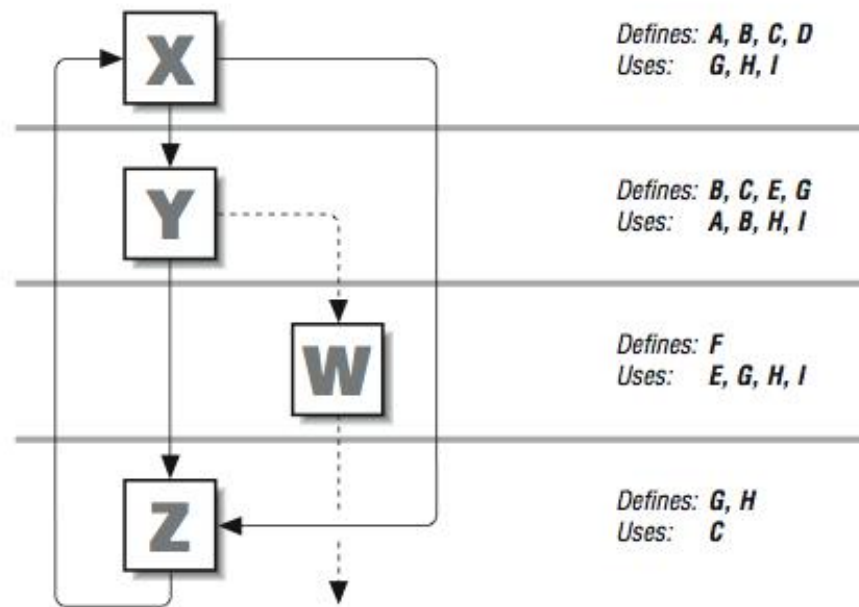 X
Defines: A, B, C, D
Uses: G, H, I
Y
Defines: B, C, E, G
Uses: A, B, H, I
W
Defines: F
Uses: E, G, H, I
Z
Defines: G, H
Uses: C